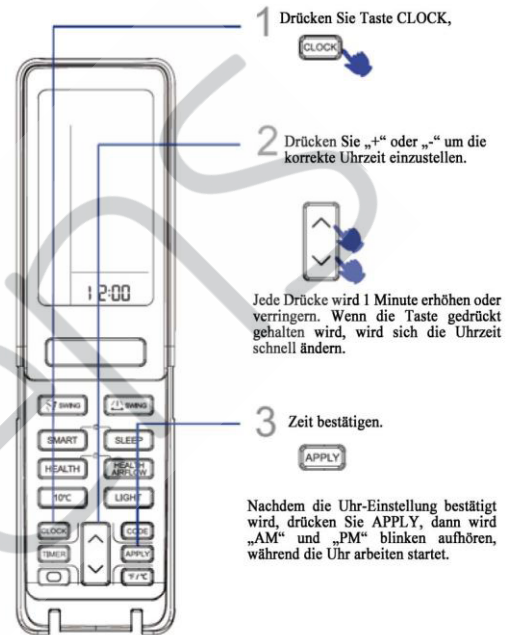 1 Drücken Sie Taste CLOCK,
CLOCK
2 Drücken Sie „+“ oder „-“ um die
korrekte Uhrzeit einzustellen.
Jede Drücke wird 1 Minute erhöhen oder
verringern. Wenn die Taste gedrückt
gehalten wird, wird sich die Uhrzeit
schnell ändern.
3 Zeit bestätigen.
APPLY
Nachdem die Uhr-Einstellung bestätigt
wird, drücken Sie APPLY, dann wird
„AM“ und „PM“ blinken aufhören,
während die Uhr arbeiten startet.
12:00
SWING SWING
SMART SLEEP
HEALTH HEALTH AIRFLOW
10℃ LIGHT
CLOCK CODE
TIMER APPLY
℉/℃